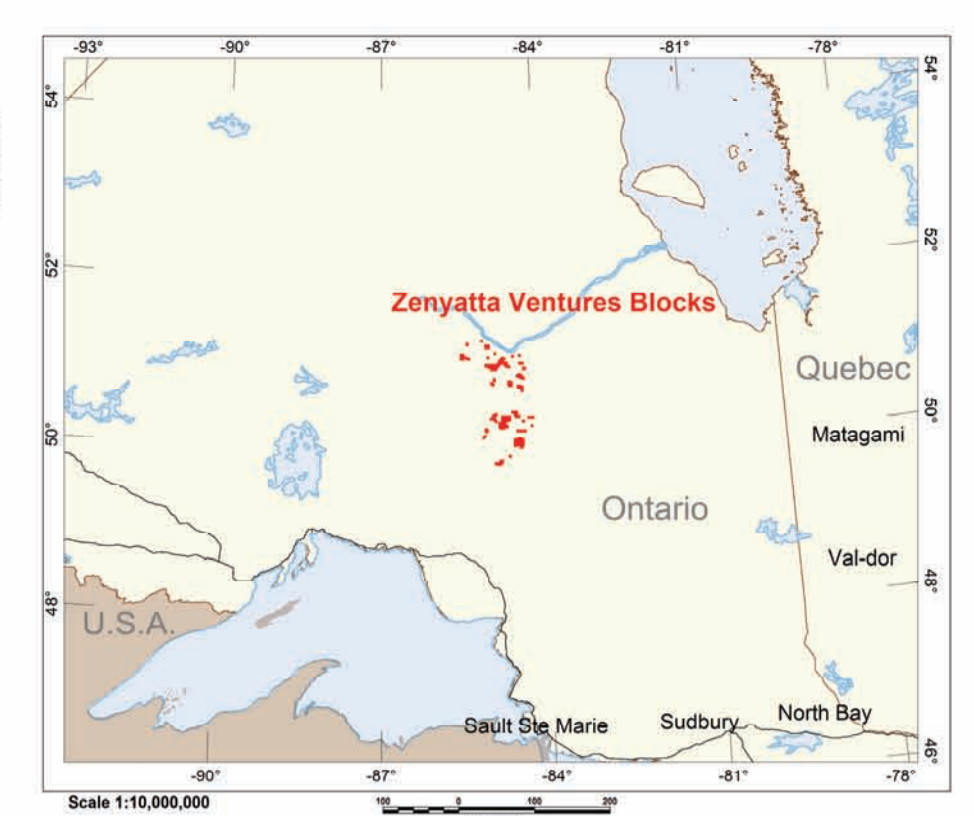 -93° -90° -87° -84° -81° -78°
54° 54°
52° 52°
Zenyatta Ventures Blocks
Quebec
50° 50°
Matagami
Ontario
Val-dor
48° 48°
U.S.A.
North Bay
Sault Ste Marie Sudbury
46°
-90° -87° -84° -81° -78°
Scale 1:10,000,000
100 0 100 200